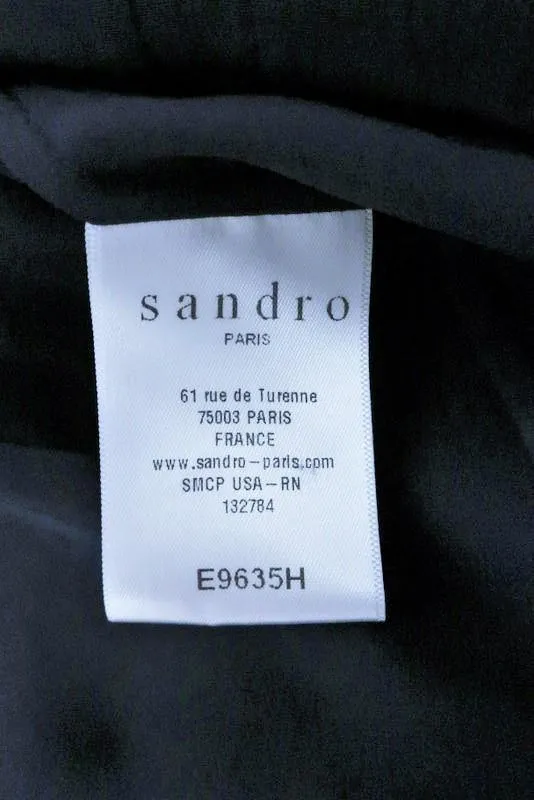 sandro
PARIS
61 rue de Turenne
75003 PARIS
FRANCE
www.sandro-paris.com
SMCP USA-RN
132784
E9635H